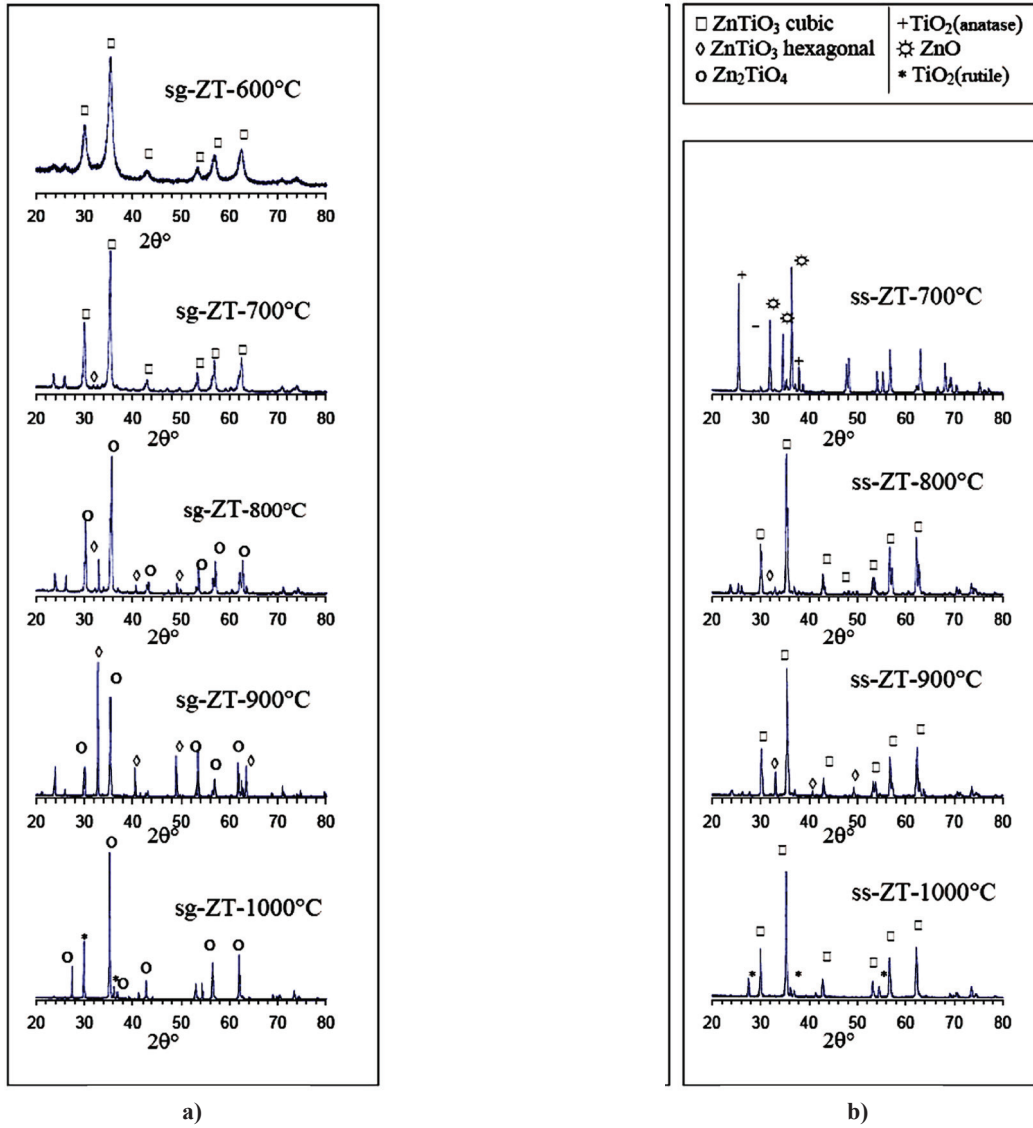 sg-ZT-600°C
20 30 40 50 60 70 80
2θ°
sg-ZT-700°C
20 30 40 50 60 70 80
2θ°
sg-ZT-800°C
20 30 40 50 60 70 80
2θ°
sg-ZT-900°C
20 30 40 50 60 70 80
2θ°
sg-ZT-1000°C
20 30 40 50 60 70 80
2θ°
a)
□ ZnTiO₃ cubic
◊ ZnTiO₃ hexagonal
o Zn₂TiO₄
+TiO₂(anatase)
☼ ZnO
* TiO₂(rutile)
ss-ZT-700°C
20 30 40 50 60 70 80
2θ°
ss-ZT-800°C
20 30 40 50 60 70 80
2θ°
ss-ZT-900°C
20 30 40 50 60 70 80
2θ°
ss-ZT-1000°C
20 30 40 50 60 70 80
2θ°
b)